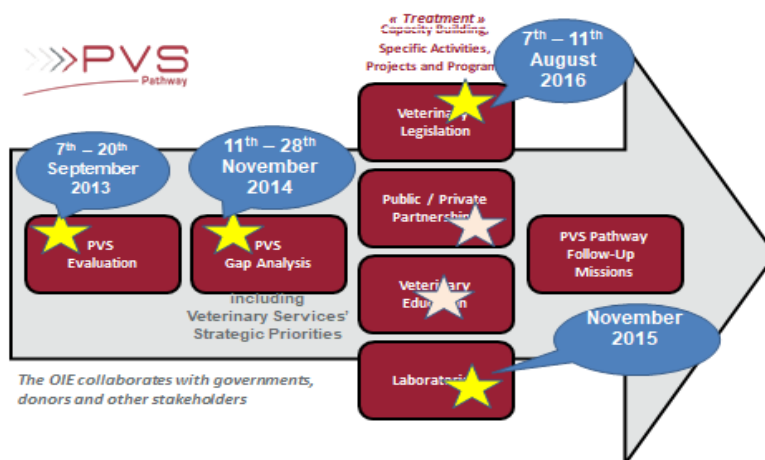 « Treatment »
Capacity Building,
Specific Activities,
Projects and Program
7th – 11th
August
2016
PVS
Pathway
Veterinary
Legislation
7th – 20th
September
2013
11th – 28th
November
2014
Public / Private
Partnership
PVS
Evaluation
PVS
Gap Analysis
PVS Pathway
Follow-Up
Missions
including
Veterinary Services'
Strategic Priorities
Veterinary
November
2015
The OIE collaborates with governments,
donors and other stakeholders